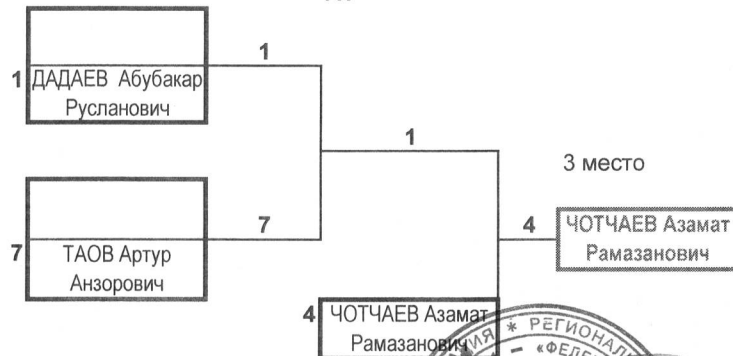 1
1 ДАДАЕВ Абубакар
Русланович
1
3 место
7
4 ЧОТЧАЕВ Азамат
Рамазанович
7 ТАОВ Артур
Анзорович
4 ЧОТЧАЕВ Азамат
Рамазанович